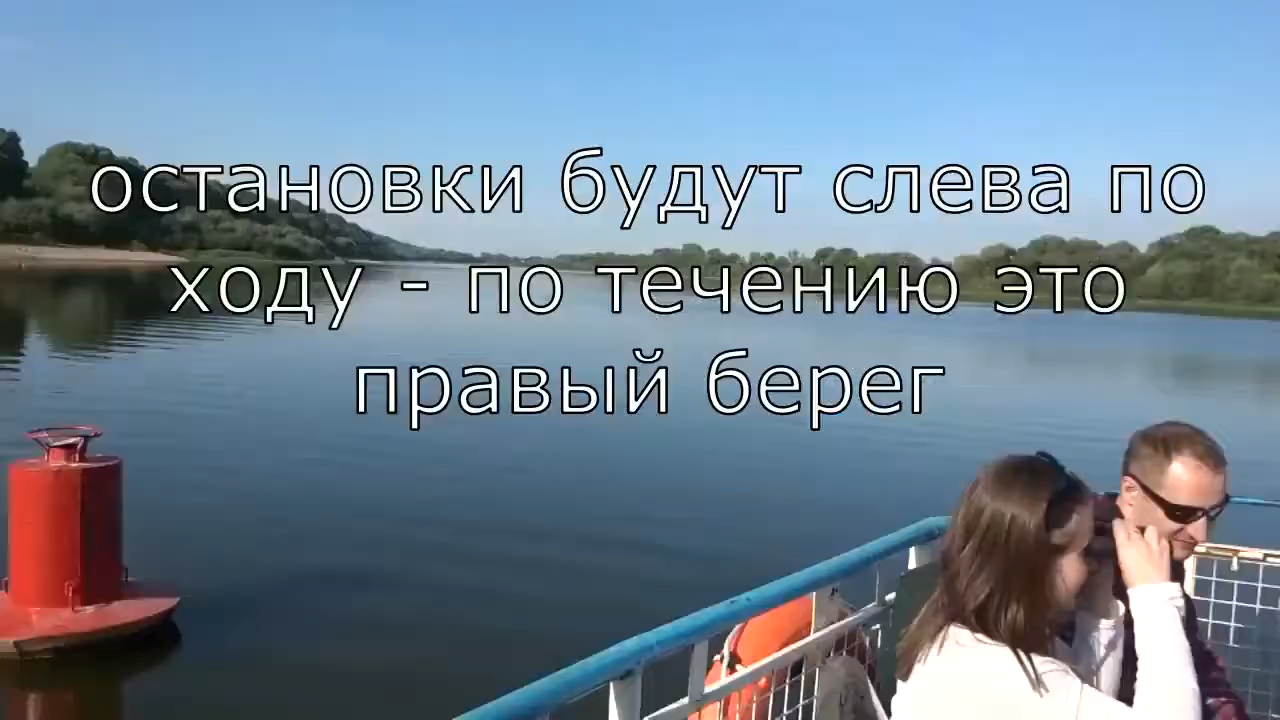 остановки будут слева по
ходу - по течению это
правый берег